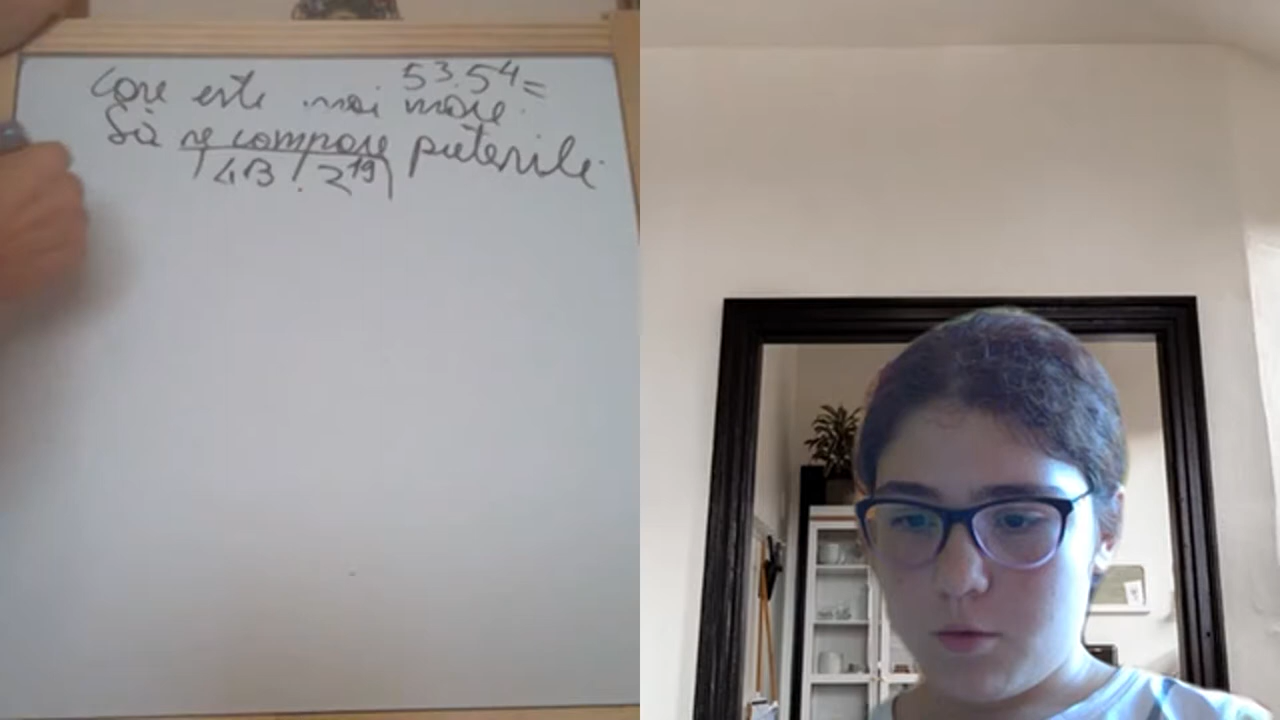 5³·5⁴=
Care este mai mare.
Să se compare puterile.
4¹³ ; 2¹⁹